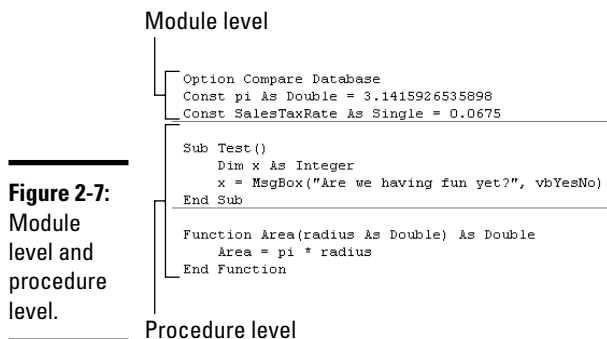 Module level
Option Compare Database
Const pi As Double = 3.1415926535898
Const SalesTaxRate As Single = 0.0675
Sub Test()
Dim x As Integer
x = MsgBox("Are we having fun yet?", vbYesNo)
End Sub
Function Area(radius As Double) As Double
Area = pi * radius
End Function
Procedure level
Figure 2-7:
Module
level and
procedure
level.